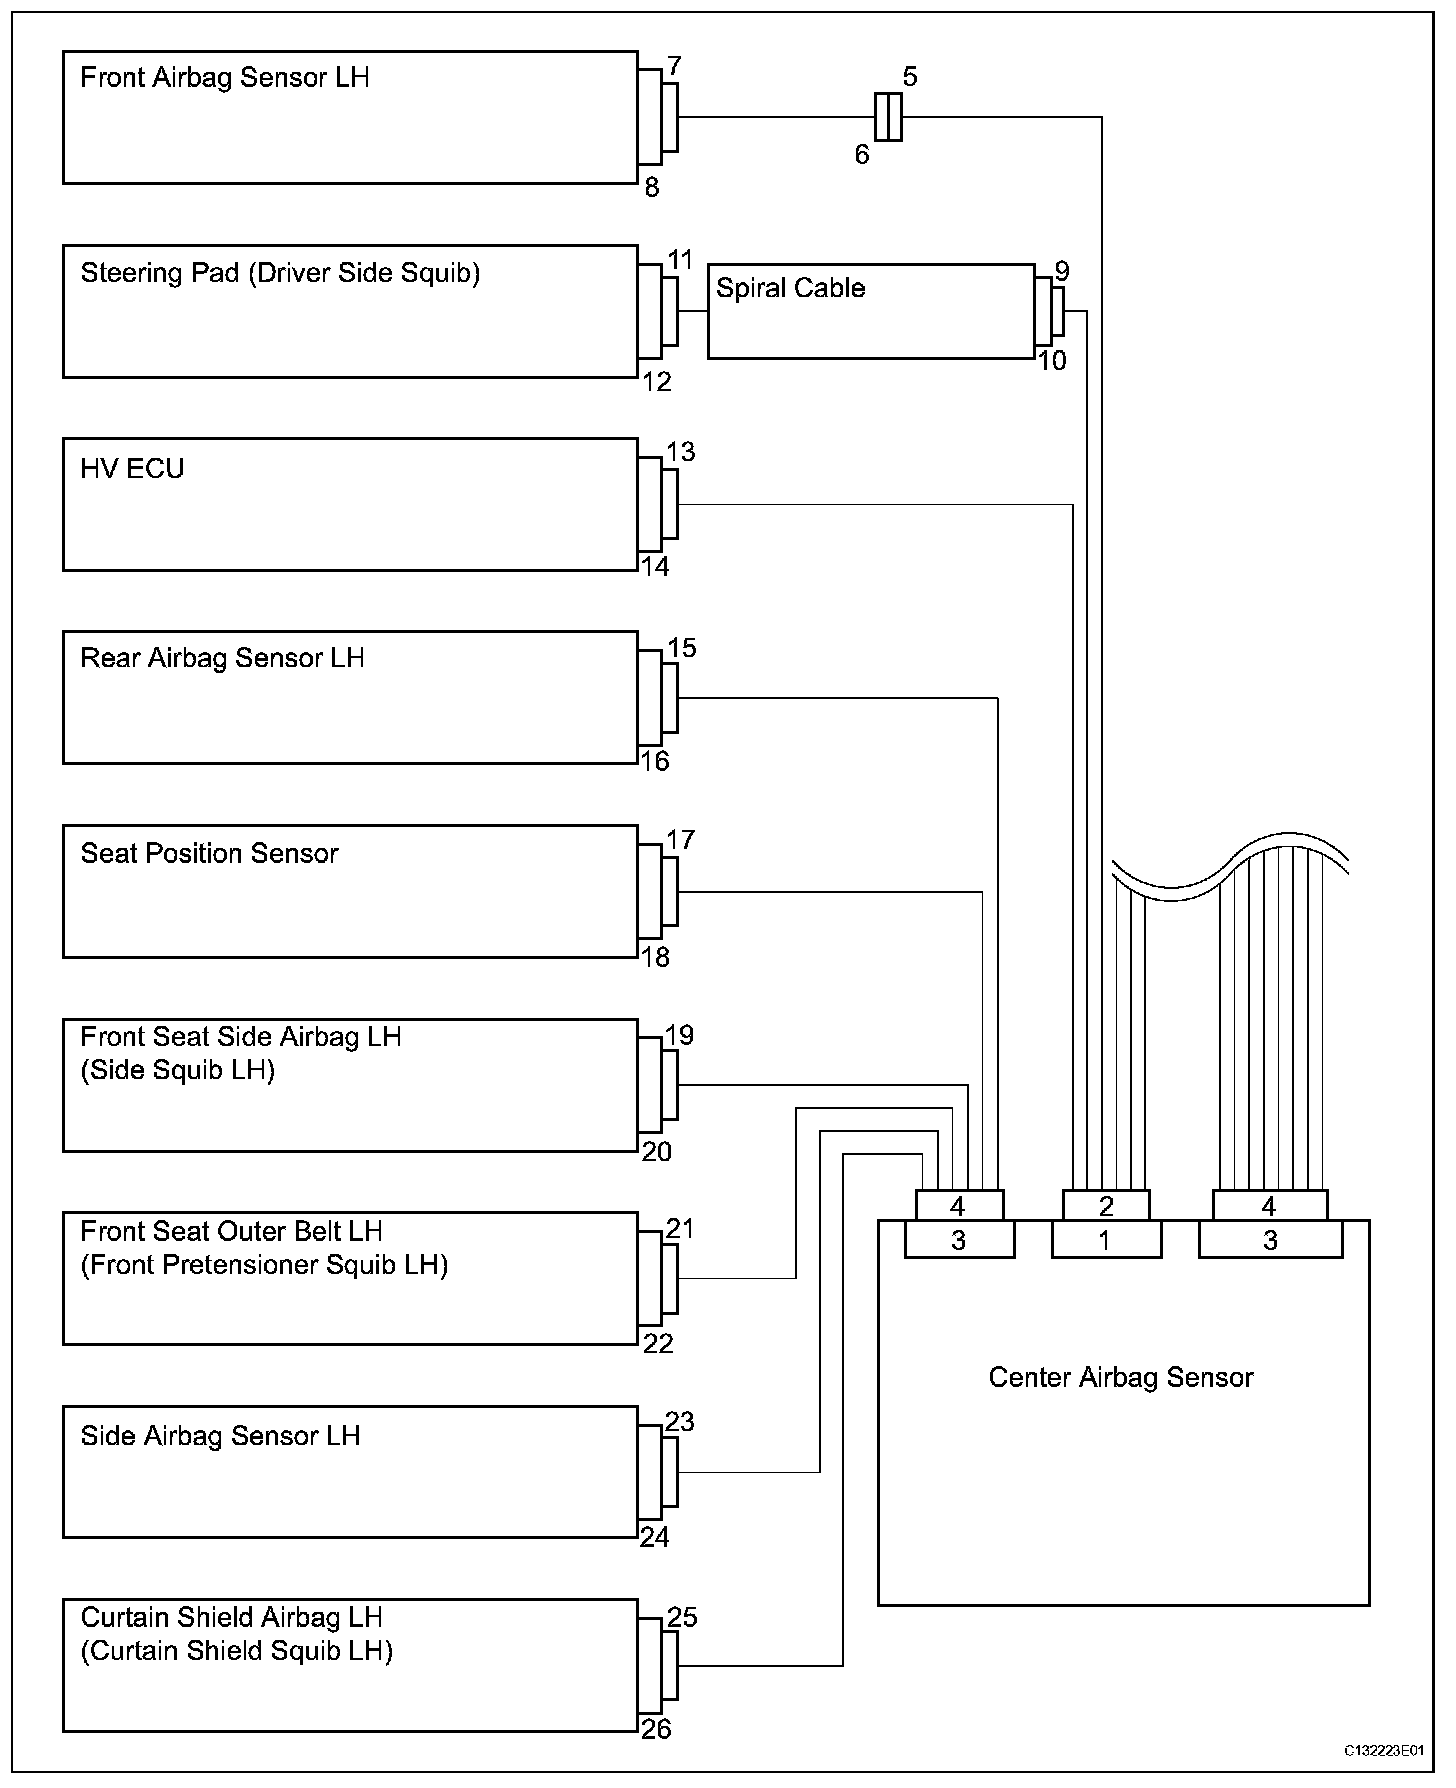 Front Airbag Sensor LH
7
8
5
6
Steering Pad (Driver Side Squib)
11
12
Spiral Cable
9
10
HV ECU
13
14
Rear Airbag Sensor LH
15
16
Seat Position Sensor
17
18
Front Seat Side Airbag LH
(Side Squib LH)
19
20
Front Seat Outer Belt LH
(Front Pretensioner Squib LH)
21
22
Side Airbag Sensor LH
23
24
Curtain Shield Airbag LH
(Curtain Shield Squib LH)
25
26
4
2
4
3
1
3
Center Airbag Sensor
C132223E01